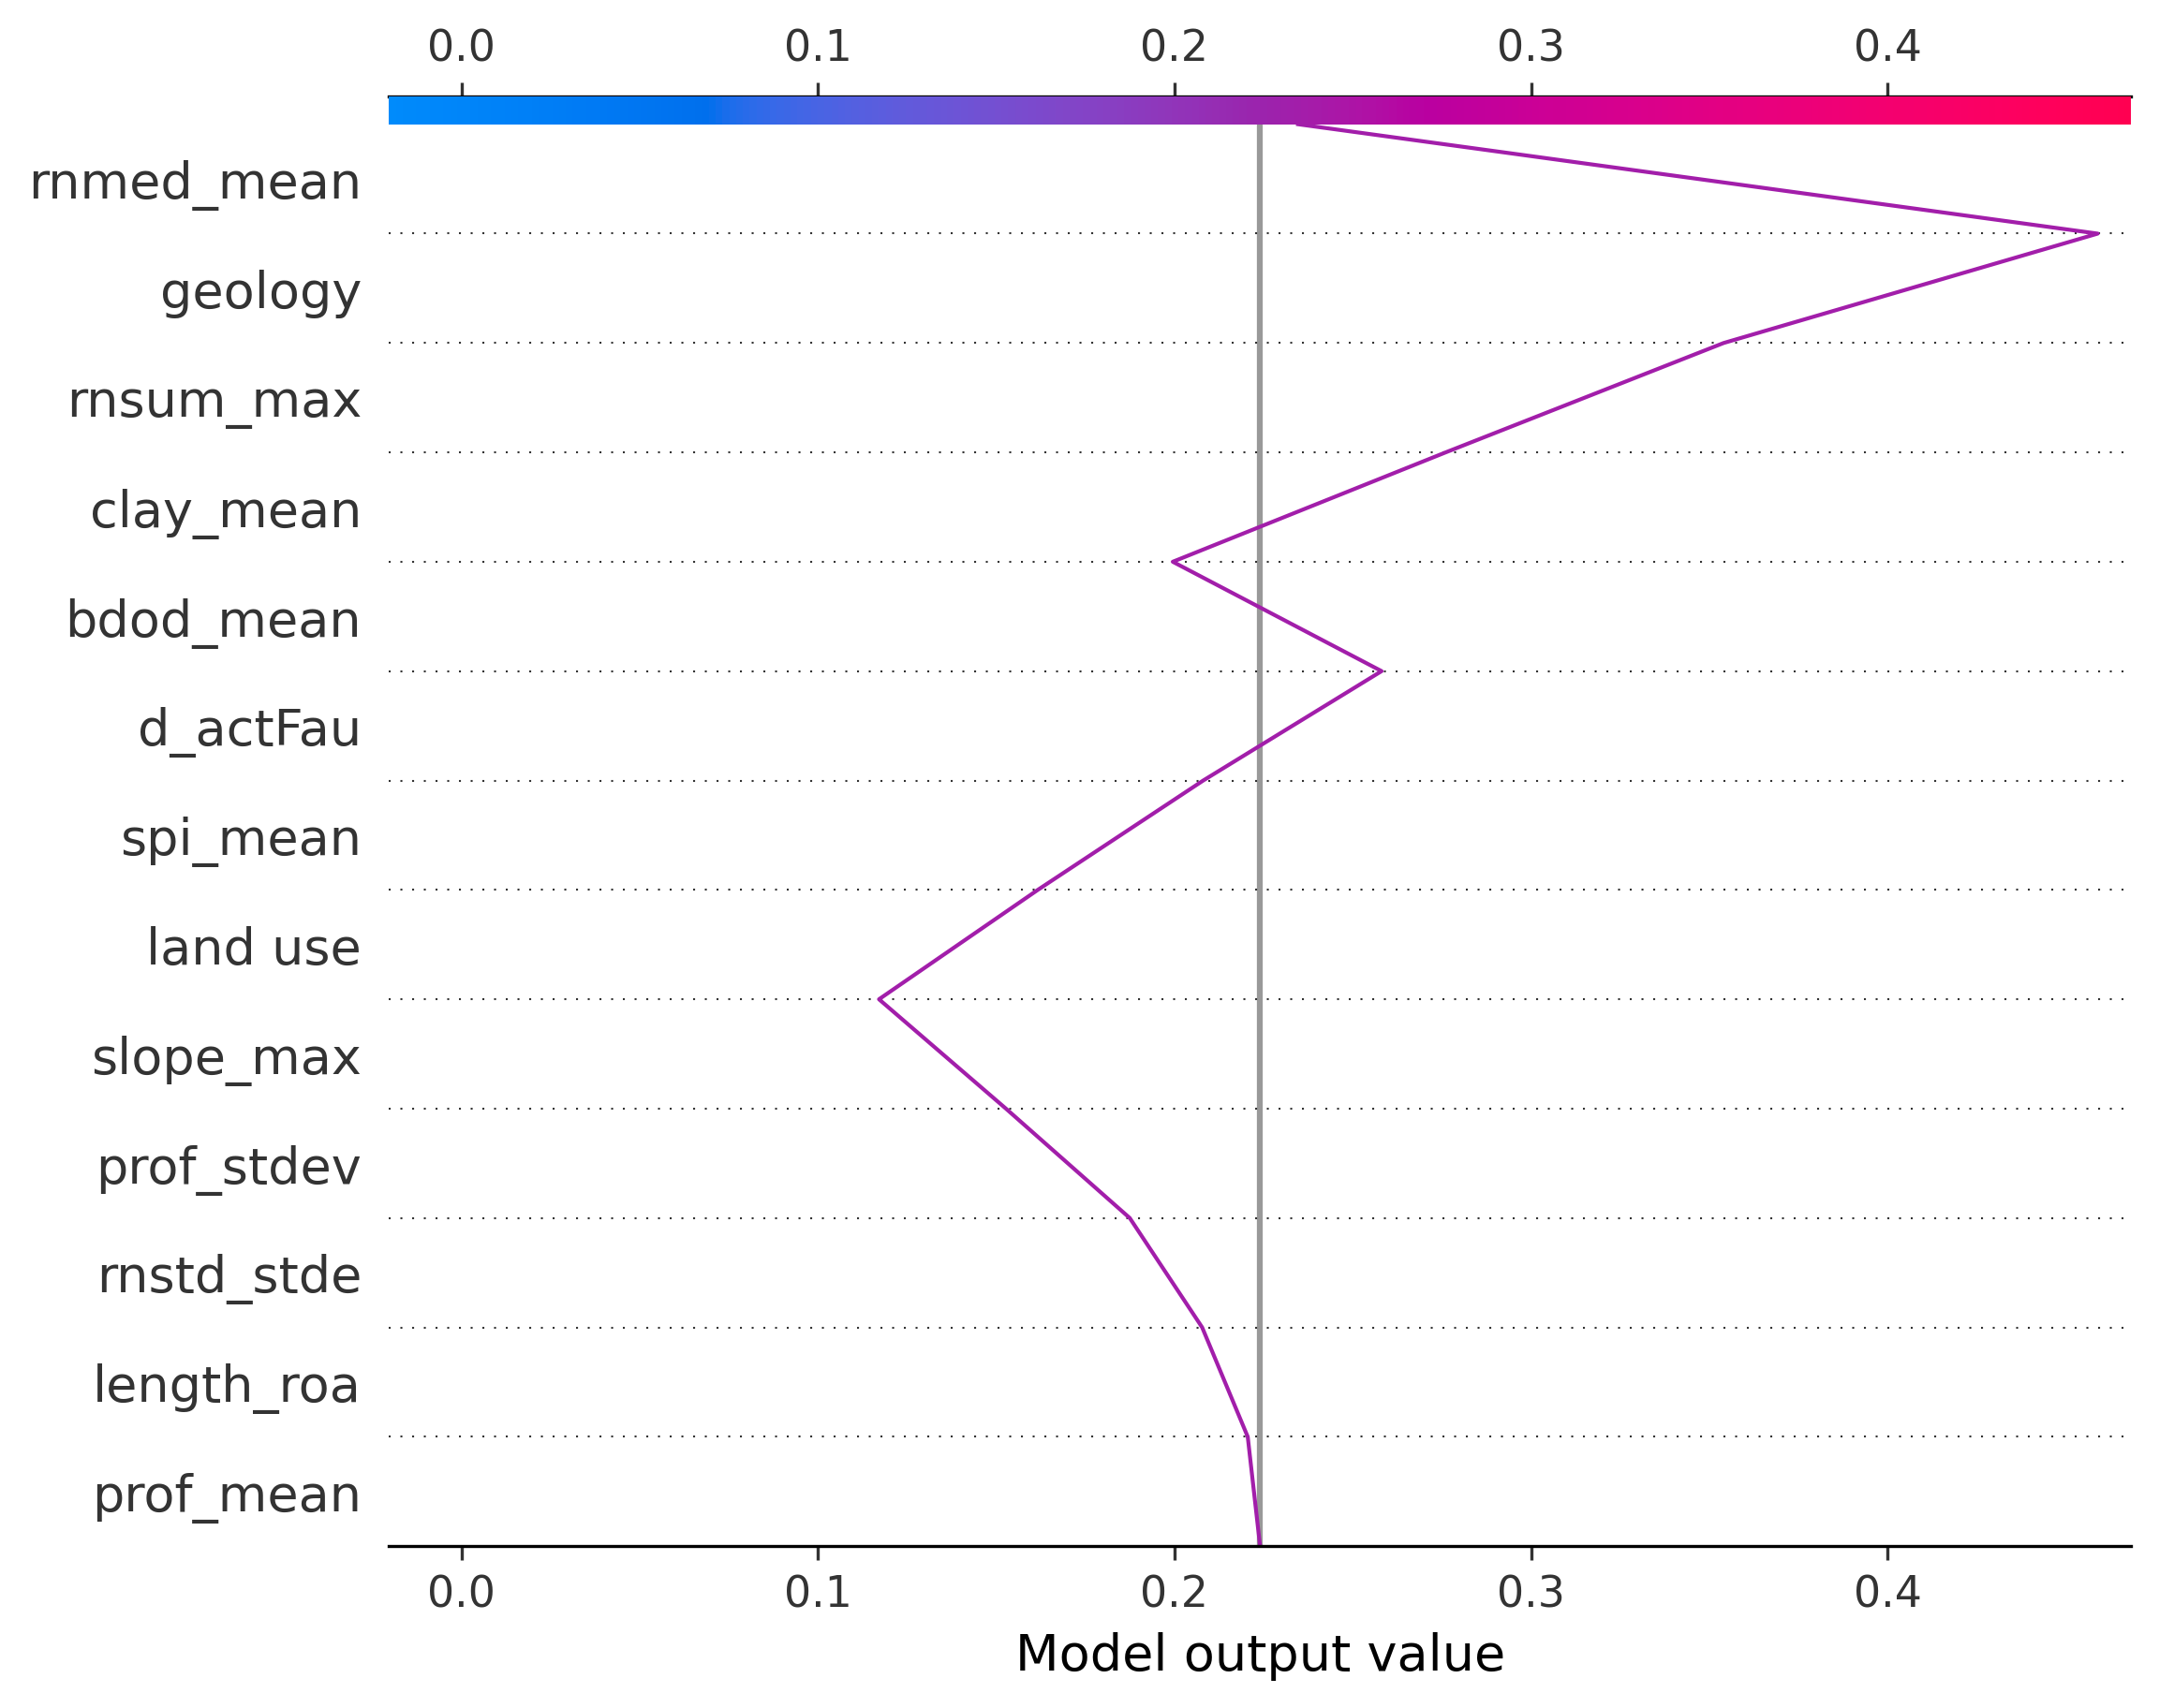 0.0 0.1 0.2 0.3 0.4
rnmed_mean
geology
rnsum_max
clay_mean
bdod_mean
d_actFau
spi_mean
land use
slope_max
prof_stdev
rnstd_stde
length_roa
prof_mean
0.0 0.1 0.2 0.3 0.4
Model output value